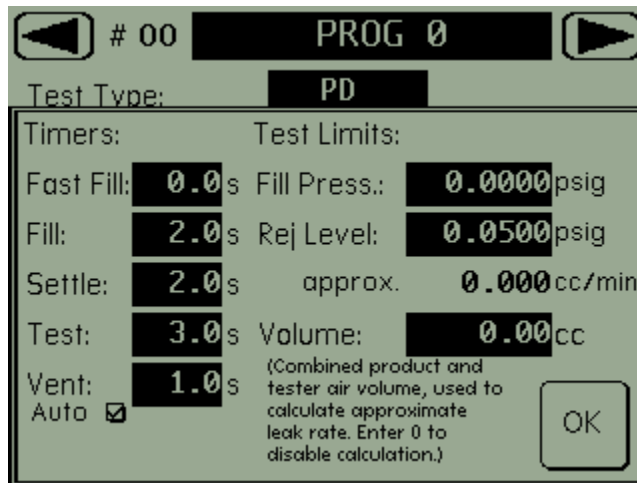 # 00 PROG 0
Test Type: PD
Timers: Test Limits:
Fast Fill: 0.0 s Fill Press.: 0.0000 psig
Fill: 2.0 s Rej Level: 0.0500 psig
Settle: 2.0 s approx. 0.000 cc/min
Test: 3.0 s Volume: 0.00 cc
Vent: 1.0 s
Auto
(Combined product and
tester air volume, used to
calculate approximate
leak rate. Enter 0 to
disable calculation.)
OK